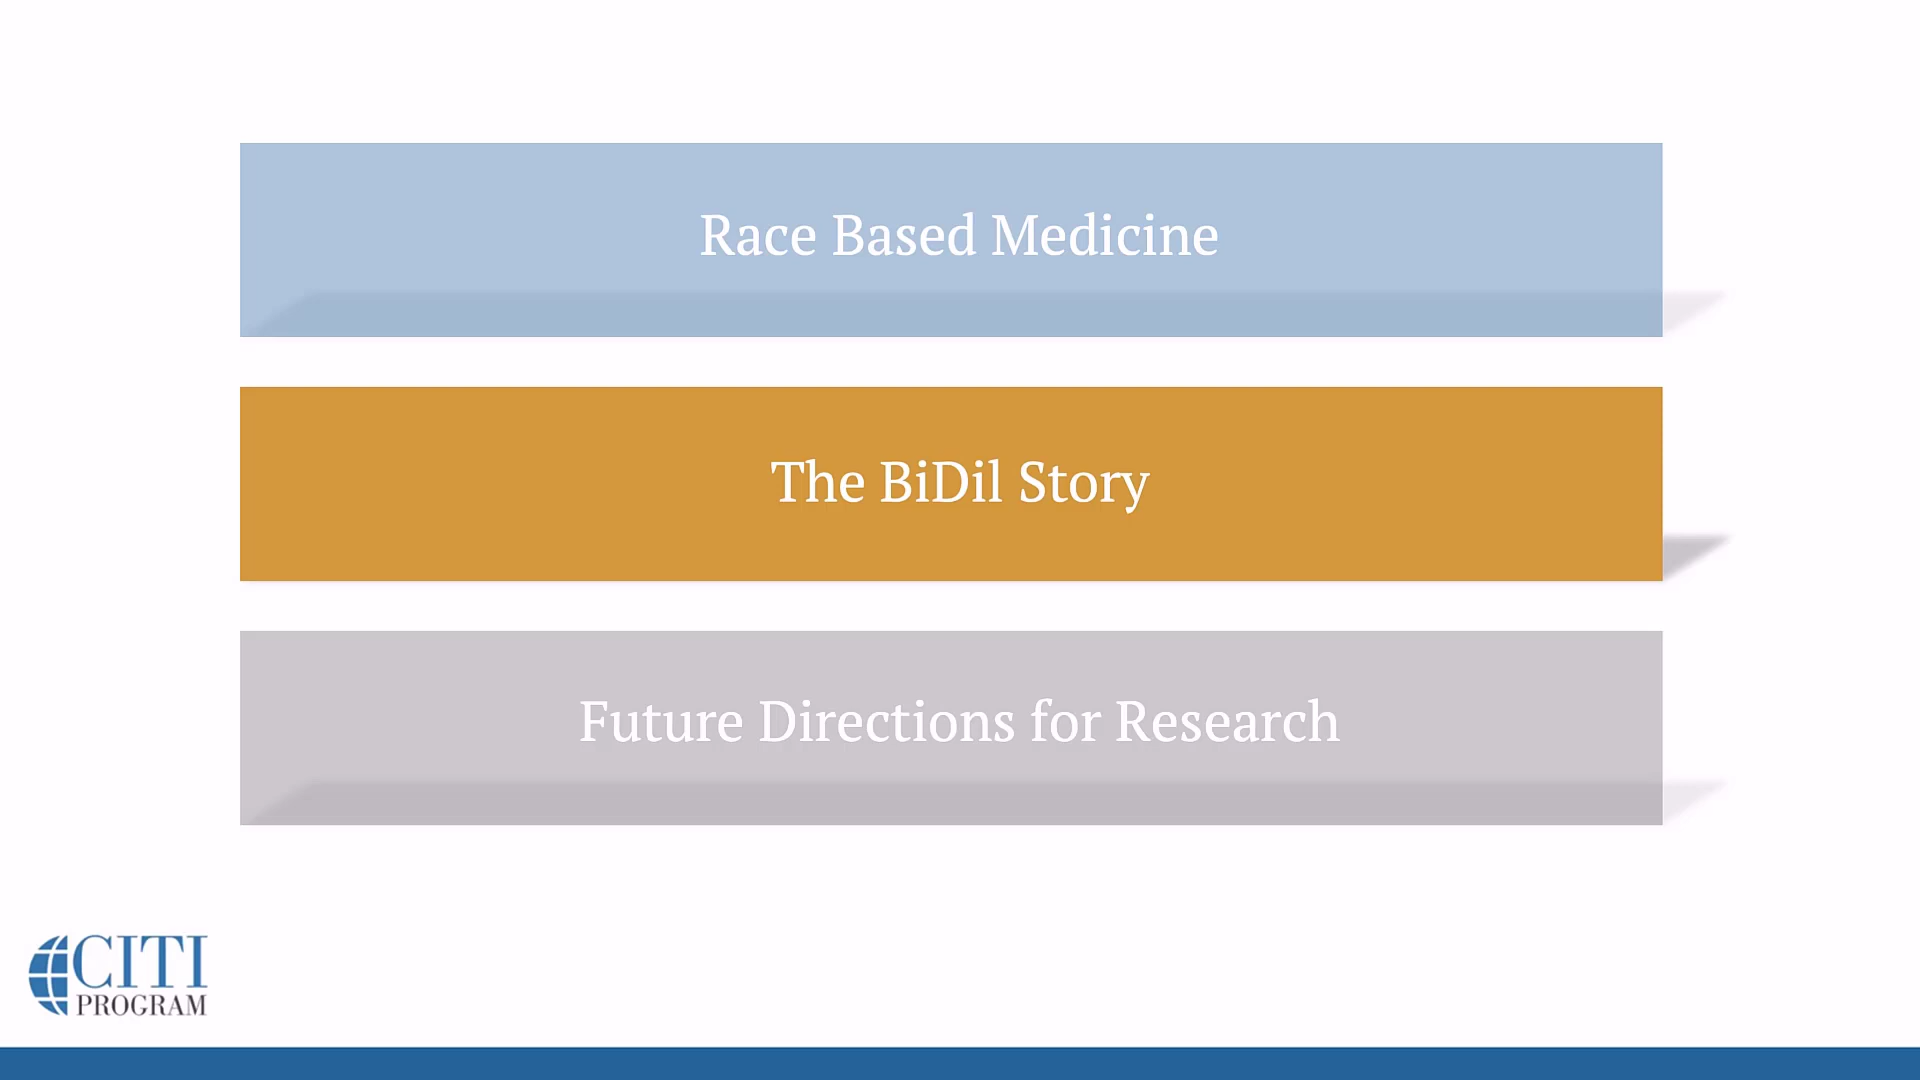 Race Based Medicine
The BiDil Story
Future Directions for Research
CITI
PROGRAM